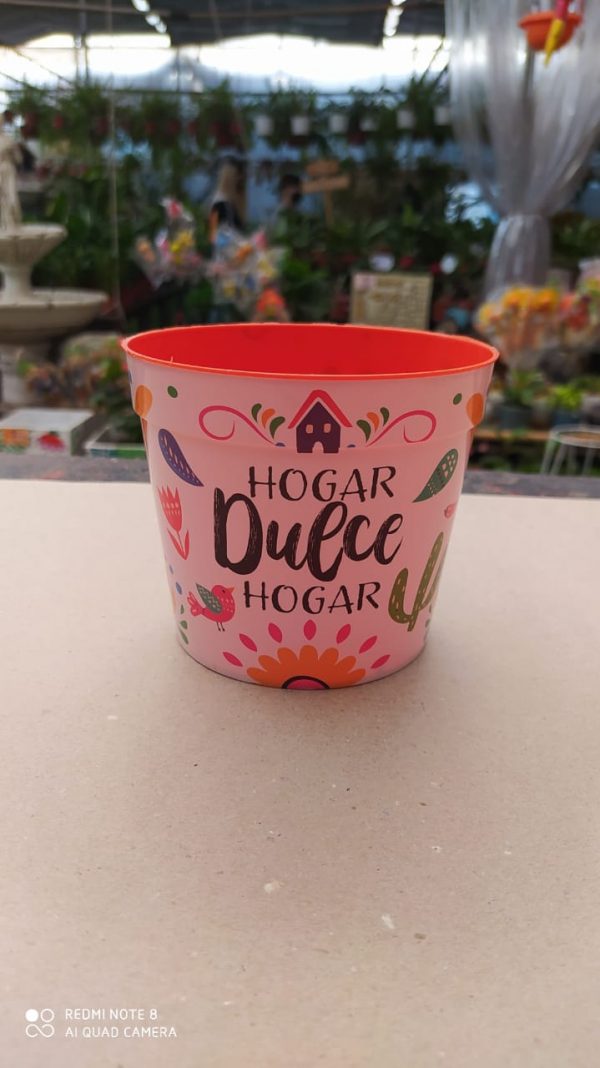 HOGAR
Dulce
HOGAR
REDMI NOTE 8
AI QUAD CAMERA